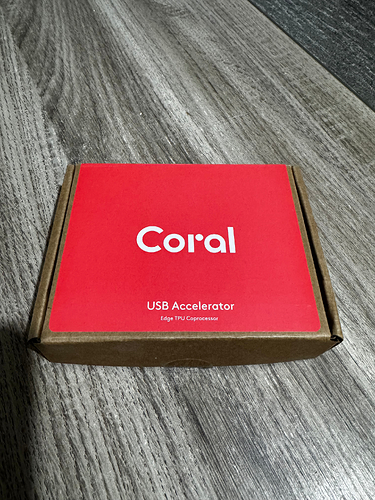 Coral
USB Accelerator
Edge TPU Coprocessor